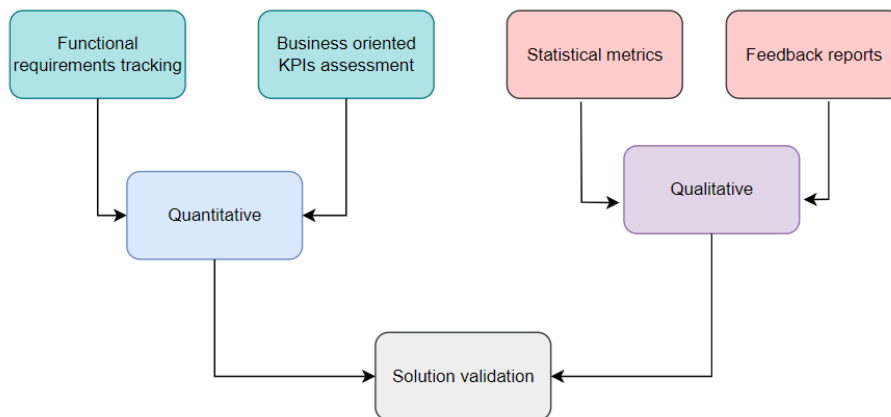 Functional
requirements tracking
Business oriented
KPIs assessment
Statistical metrics
Feedback reports
Quantitative
Qualitative
Solution validation